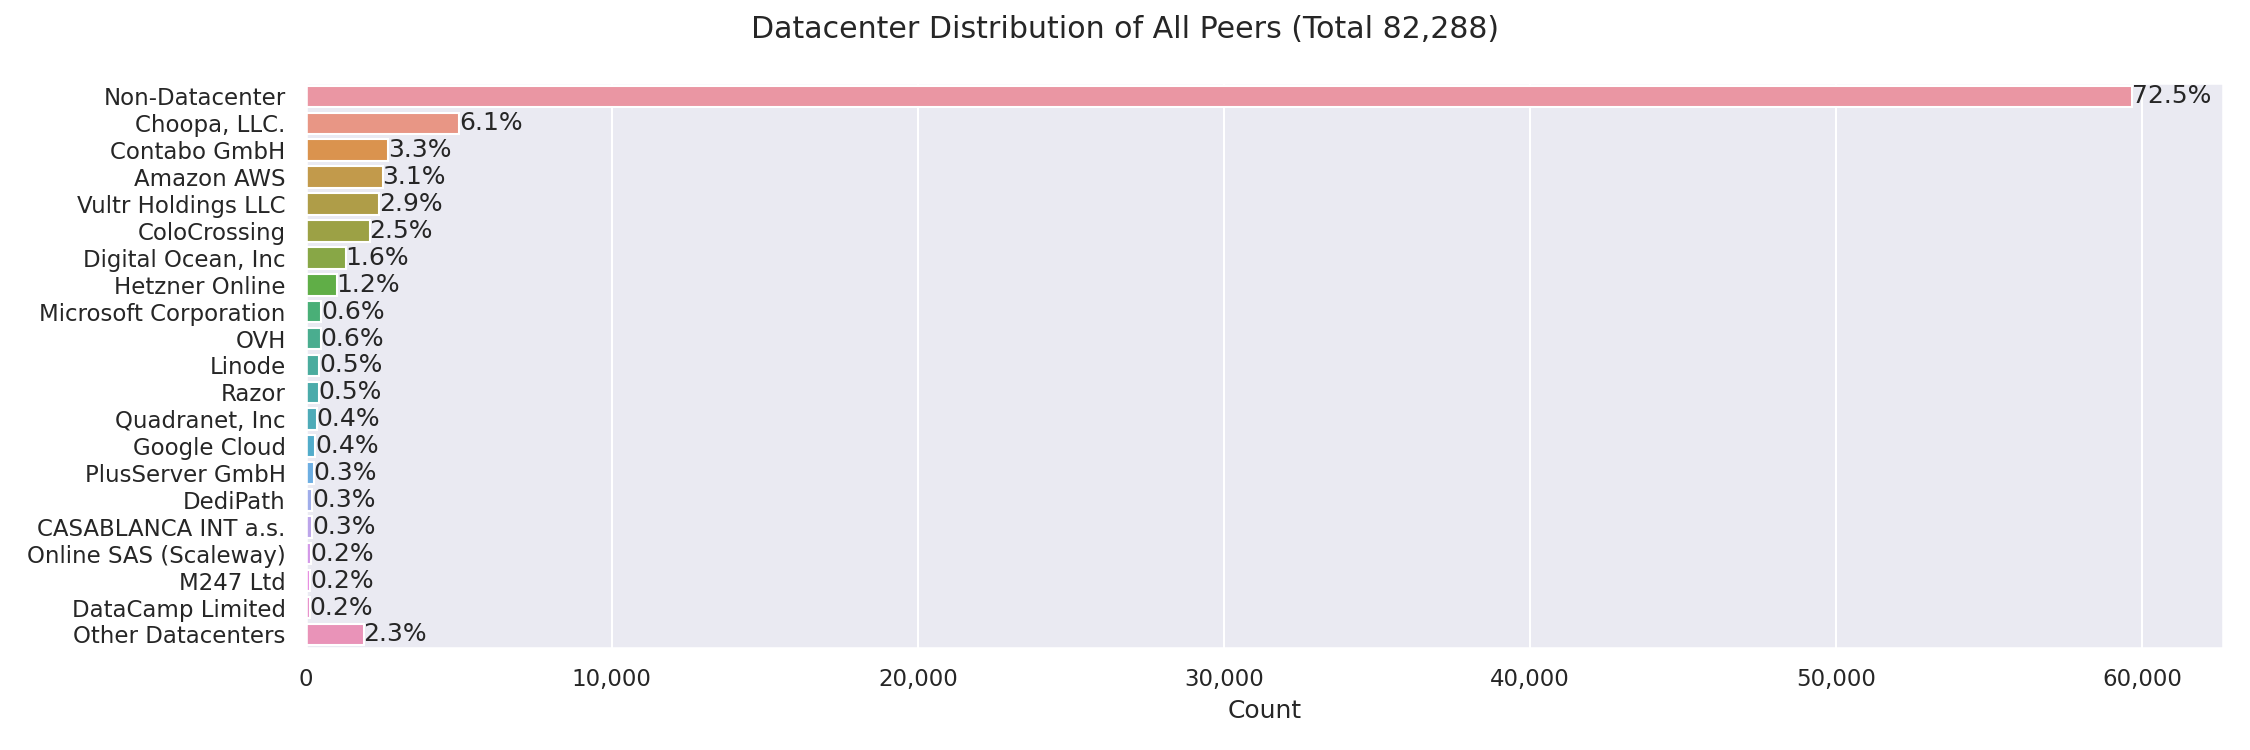 Datacenter Distribution of All Peers (Total 82,288)
Non-Datacenter 72.5%
Choopa, LLC. 6.1%
Contabo GmbH 3.3%
Amazon AWS 3.1%
Vultr Holdings LLC 2.9%
ColoCrossing 2.5%
Digital Ocean, Inc 1.6%
Hetzner Online 1.2%
Microsoft Corporation 0.6%
OVH 0.6%
Linode 0.5%
Razor 0.5%
Quadranet, Inc 0.4%
Google Cloud 0.4%
PlusServer GmbH 0.3%
DediPath 0.3%
CASABLANCA INT a.s. 0.3%
Online SAS (Scaleway) 0.2%
M247 Ltd 0.2%
DataCamp Limited 0.2%
Other Datacenters 2.3%
0 10,000 20,000 30,000 40,000 50,000 60,000
Count